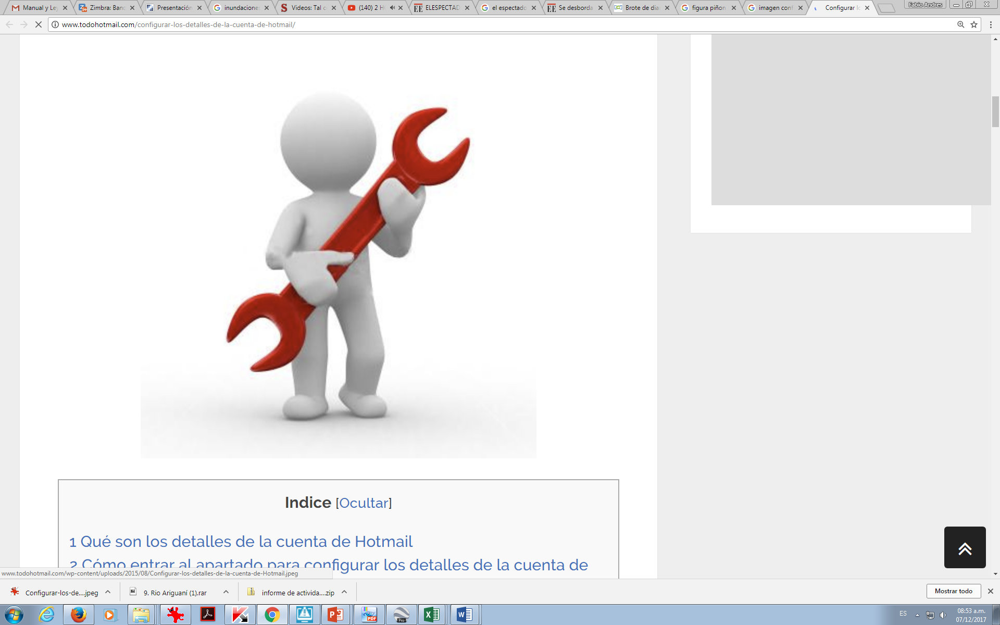 Manual y Le
Zimbra: Ban
Presentación
inundacione
Videos: Tal c
(140) 2 H
ELESPECTAD
el espectado
Se desborda
Brote de dia
figura piñon
imagen conf
Configurar lo
Fabio Andres
www.todohotmail.com/configurar-los-detalles-de-la-cuenta-de-hotmail/
Indice [Ocultar]
1 Qué son los detalles de la cuenta de Hotmail
2 Cómo entrar al apartado para configurar los detalles de la cuenta de
www.todohotmail.com/wp-content/uploads/2015/08/Configurar-los-detalles-de-la-cuenta-de-Hotmail.jpeg
Configurar-los-de....jpeg
9. Rio Ariguaní (1).rar
informe de activida....zip
Mostrar todo
ES
08:53 a.m.
07/12/2017